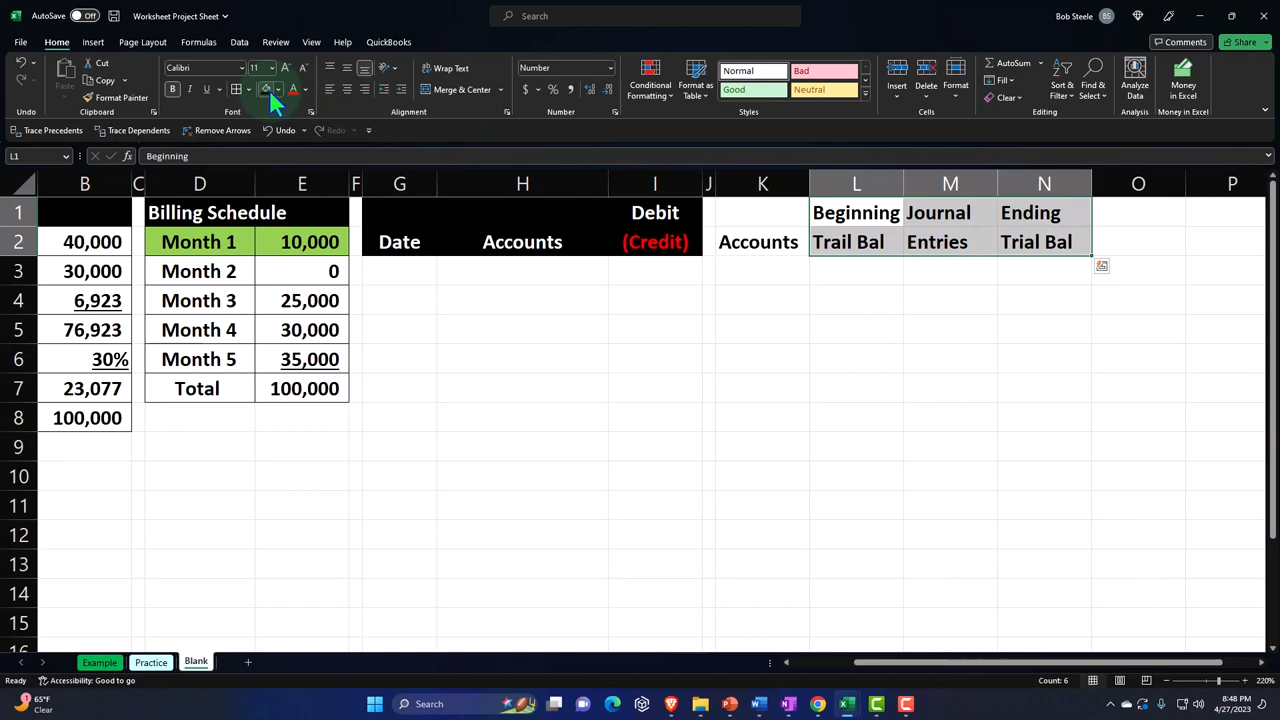 AutoSave Off Worksheet Project Sheet Search Bob Steele BS
File Home Insert Page Layout Formulas Data Review View Help QuickBooks Comments Share
Cut Calibri 11 Wrap Text Number Normal Bad AutoSum
Paste Copy Conditional Formatting Format as Table Insert Delete Format Fill Sort & Filter Find & Select Analyze Data Money in Excel
Format Painter B I U Merge & Center $ % Good Neutral Clear
Undo Clipboard Font Alignment Number Styles Cells Editing Analysis Money in Excel
Trace Precedents Trace Dependents Remove Arrows Undo Redo
L1 fx Beginning
B C D E F G H I J K L M N O P
1 Billing Schedule Debit Beginning Journal Ending
2 40,000 Month 1 10,000 Date Accounts (Credit) Accounts Trail Bal Entries Trial Bal
3 30,000 Month 2 0
4 6,923 Month 3 25,000
5 76,923 Month 4 30,000
6 30% Month 5 35,000
7 23,077 Total 100,000
8 100,000
9
10
11
12
13
14
15
16
Example Practice Blank
Ready Accessibility: Good to go Count: 6 220%
65°F
Clear
Search
8:48 PM
4/27/2023